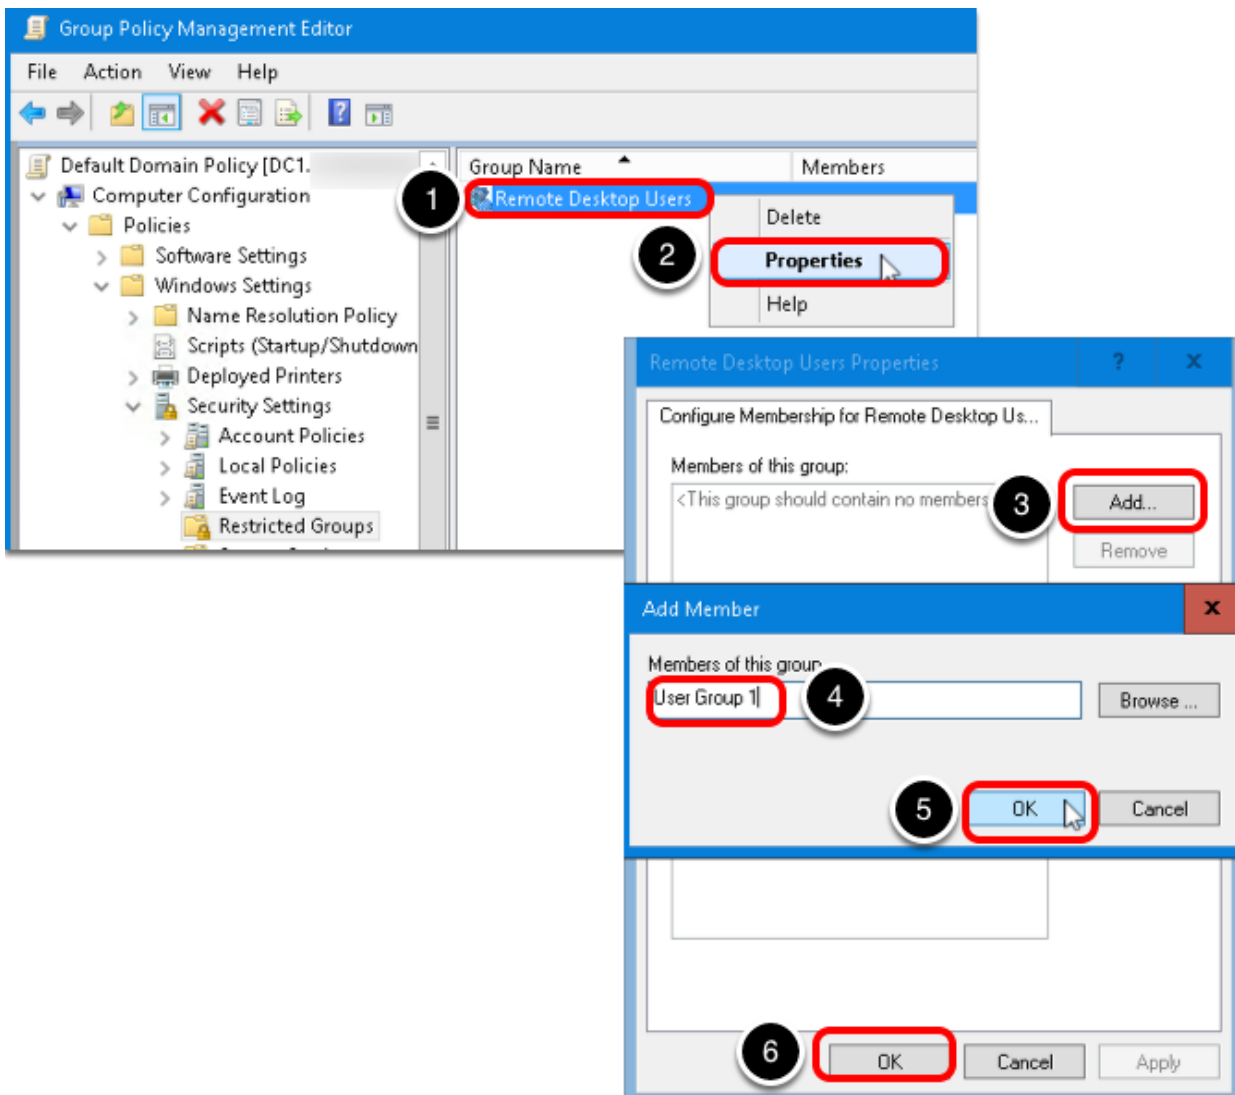 Group Policy Management Editor
File Action View Help
Default Domain Policy [DC1.
Computer Configuration
Policies
Software Settings
Windows Settings
Name Resolution Policy
Scripts (Startup/Shutdown
Deployed Printers
Security Settings
Account Policies
Local Policies
Event Log
Restricted Groups
Group Name Members
1
Remote Desktop Users
Delete
2
Properties
Help
Remote Desktop Users Properties ? X
Configure Membership for Remote Desktop Us...
Members of this group:
<This group should contain no members
3
Add...
Remove
Add Member x
Members of this group
User Group 1
4
Browse ...
5
OK Cancel
6
OK Cancel Apply